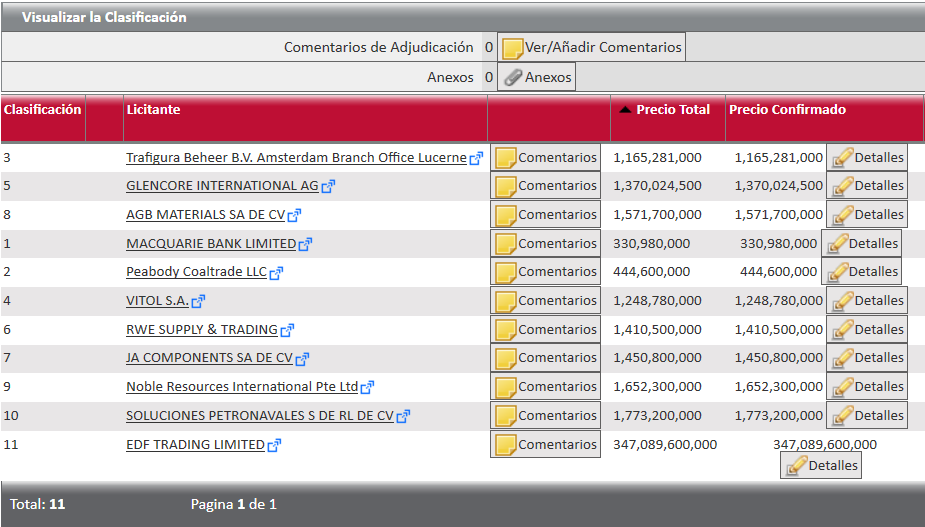 Visualizar la Clasificación
Comentarios de Adjudicación 0 Ver/Añadir Comentarios
Anexos 0 Anexos
Clasificación Licitante Precio Total Precio Confirmado
3 Trafigura Beheer B.V. Amsterdam Branch Office Lucerne Comentarios 1,165,281,000 1,165,281,000 Detalles
5 GLENCORE INTERNATIONAL AG Comentarios 1,370,024,500 1,370,024,500 Detalles
8 AGB MATERIALS SA DE CV Comentarios 1,571,700,000 1,571,700,000 Detalles
1 MACQUARIE BANK LIMITED Comentarios 330,980,000 330,980,000 Detalles
2 Peabody Coaltrade LLC Comentarios 444,600,000 444,600,000 Detalles
4 VITOL S.A. Comentarios 1,248,780,000 1,248,780,000 Detalles
6 RWE SUPPLY & TRADING Comentarios 1,410,500,000 1,410,500,000 Detalles
7 JA COMPONENTS SA DE CV Comentarios 1,450,800,000 1,450,800,000 Detalles
9 Noble Resources International Pte Ltd Comentarios 1,652,300,000 1,652,300,000 Detalles
10 SOLUCIONES PETRONAVALES S DE RL DE CV Comentarios 1,773,200,000 1,773,200,000 Detalles
11 EDF TRADING LIMITED Comentarios 347,089,600,000 347,089,600,000
Detalles
Total: 11 Pagina 1 de 1